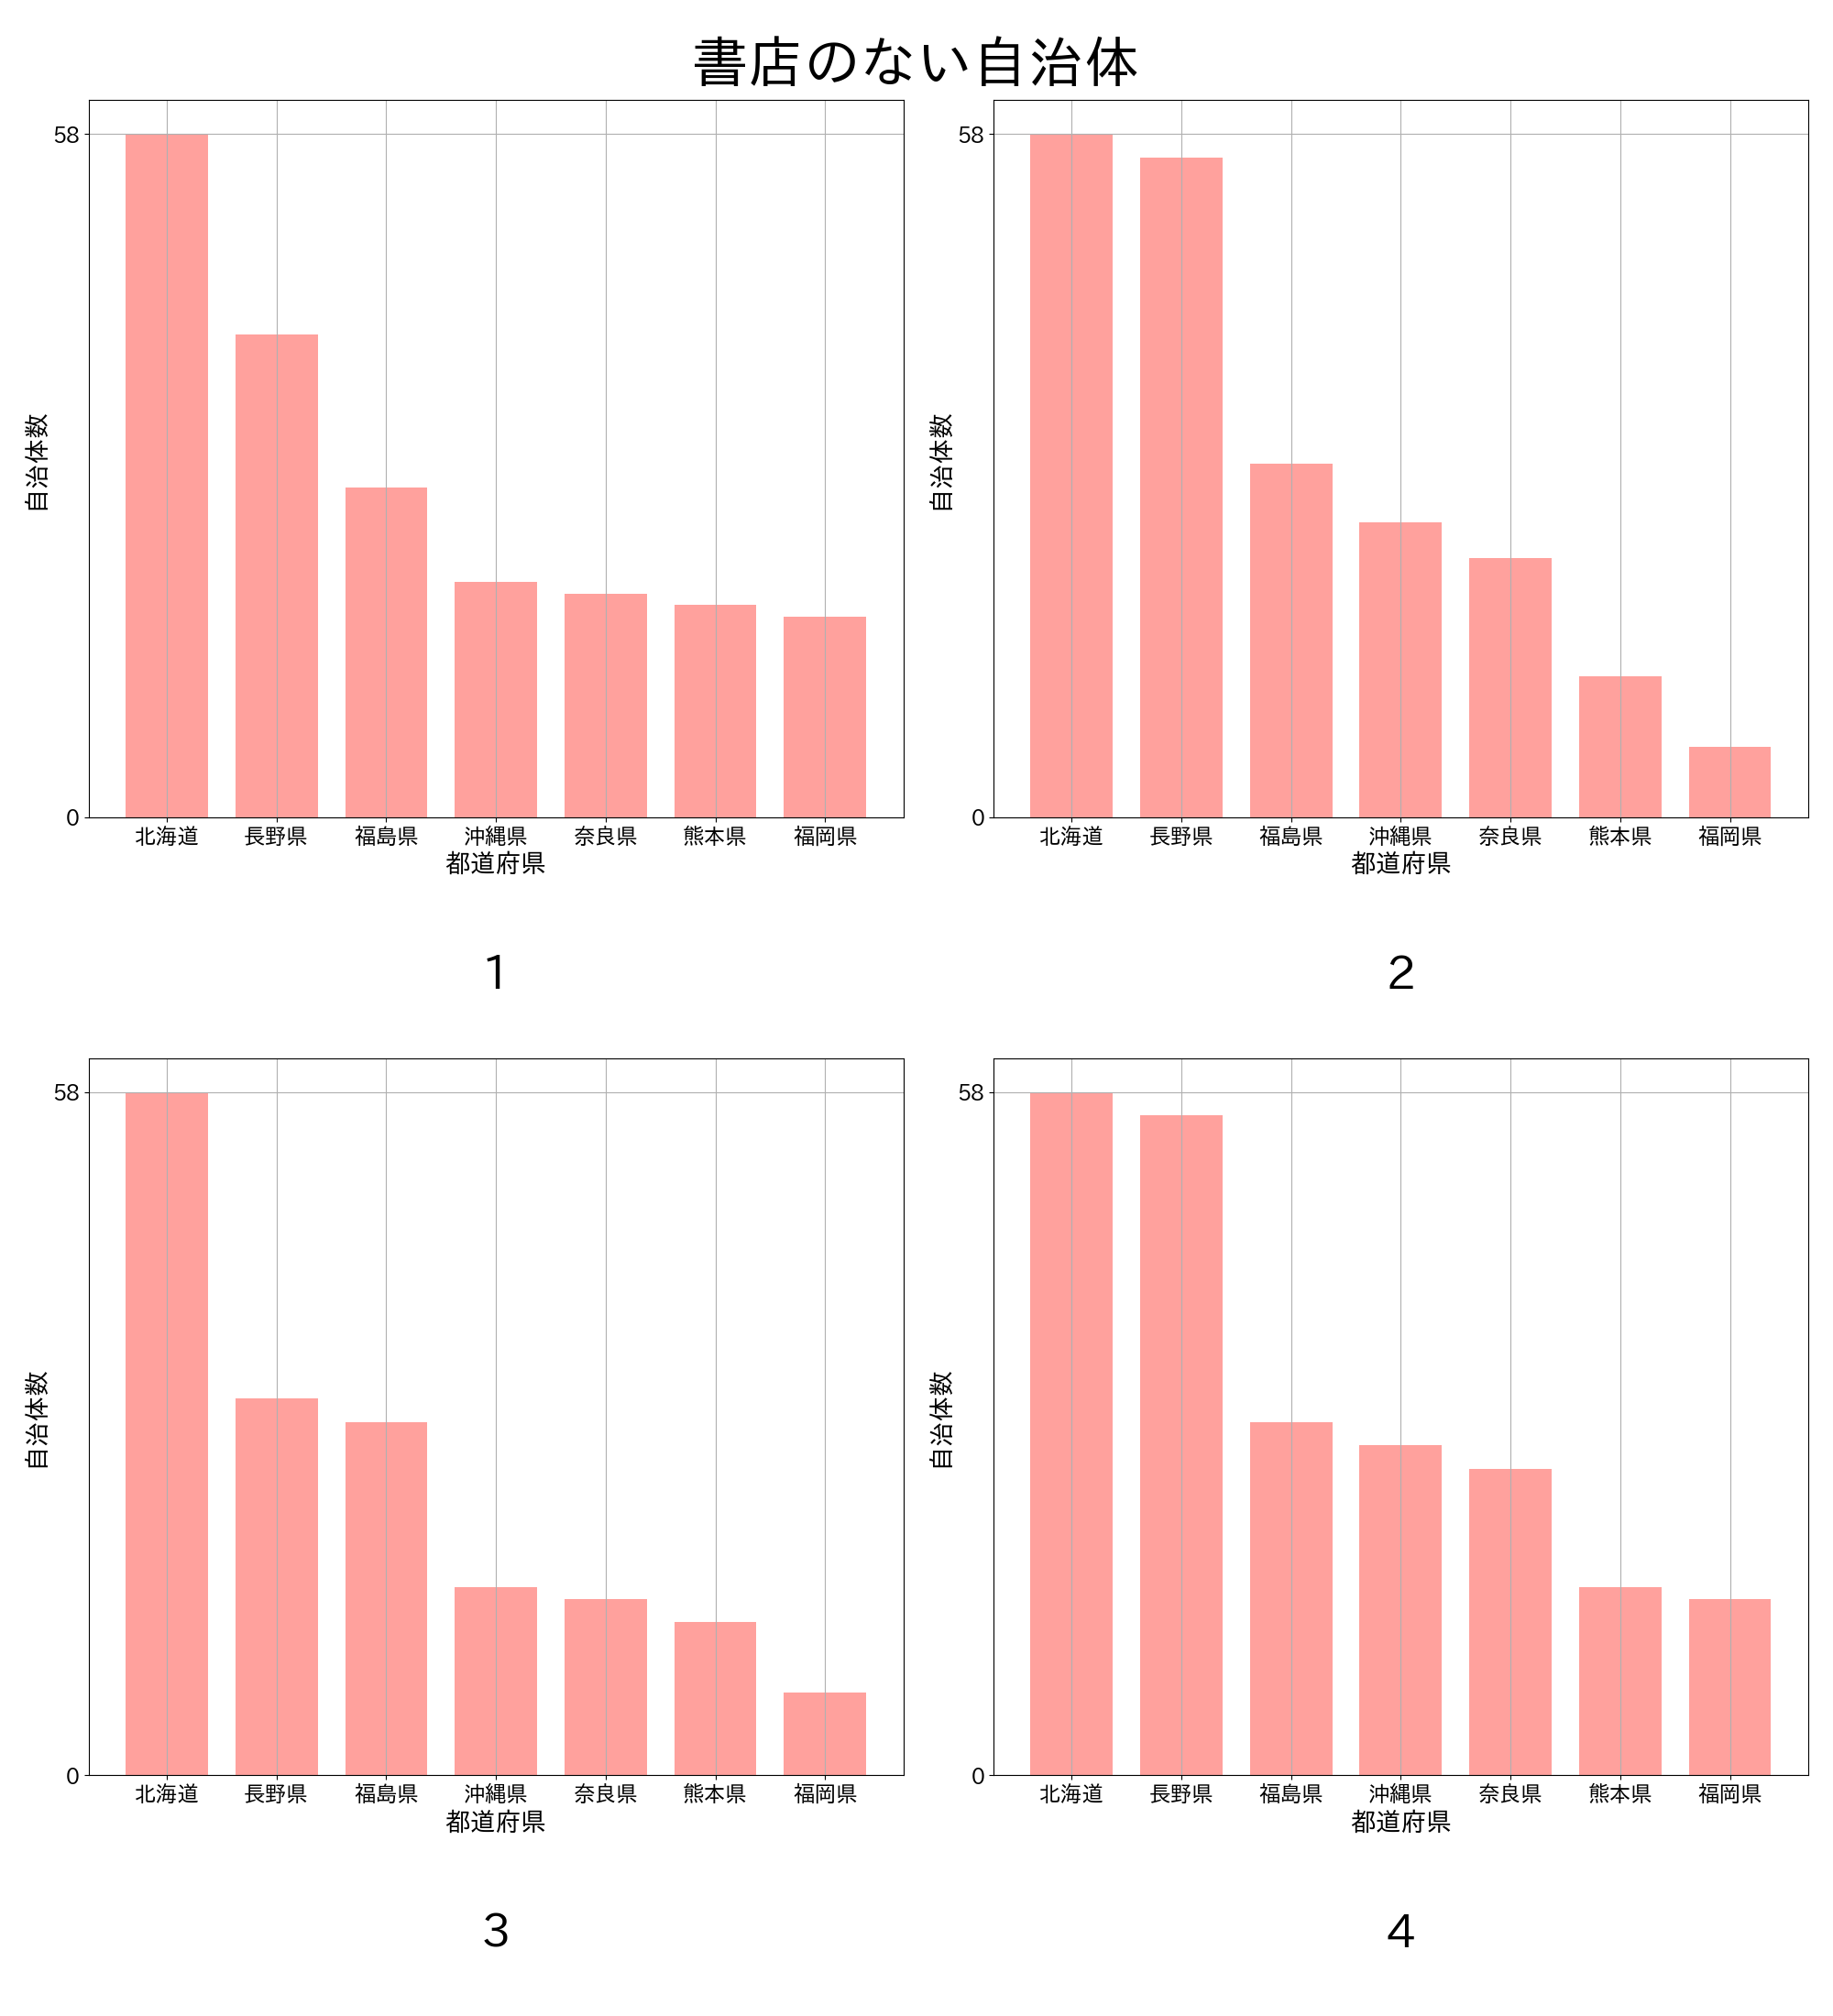 書店のない自治体
58
0
自治体数
北海道 長野県 福島県 沖縄県 奈良県 熊本県 福岡県
都道府県
1
58
0
自治体数
北海道 長野県 福島県 沖縄県 奈良県 熊本県 福岡県
都道府県
2
58
0
自治体数
北海道 長野県 福島県 沖縄県 奈良県 熊本県 福岡県
都道府県
3
58
0
自治体数
北海道 長野県 福島県 沖縄県 奈良県 熊本県 福岡県
都道府県
4